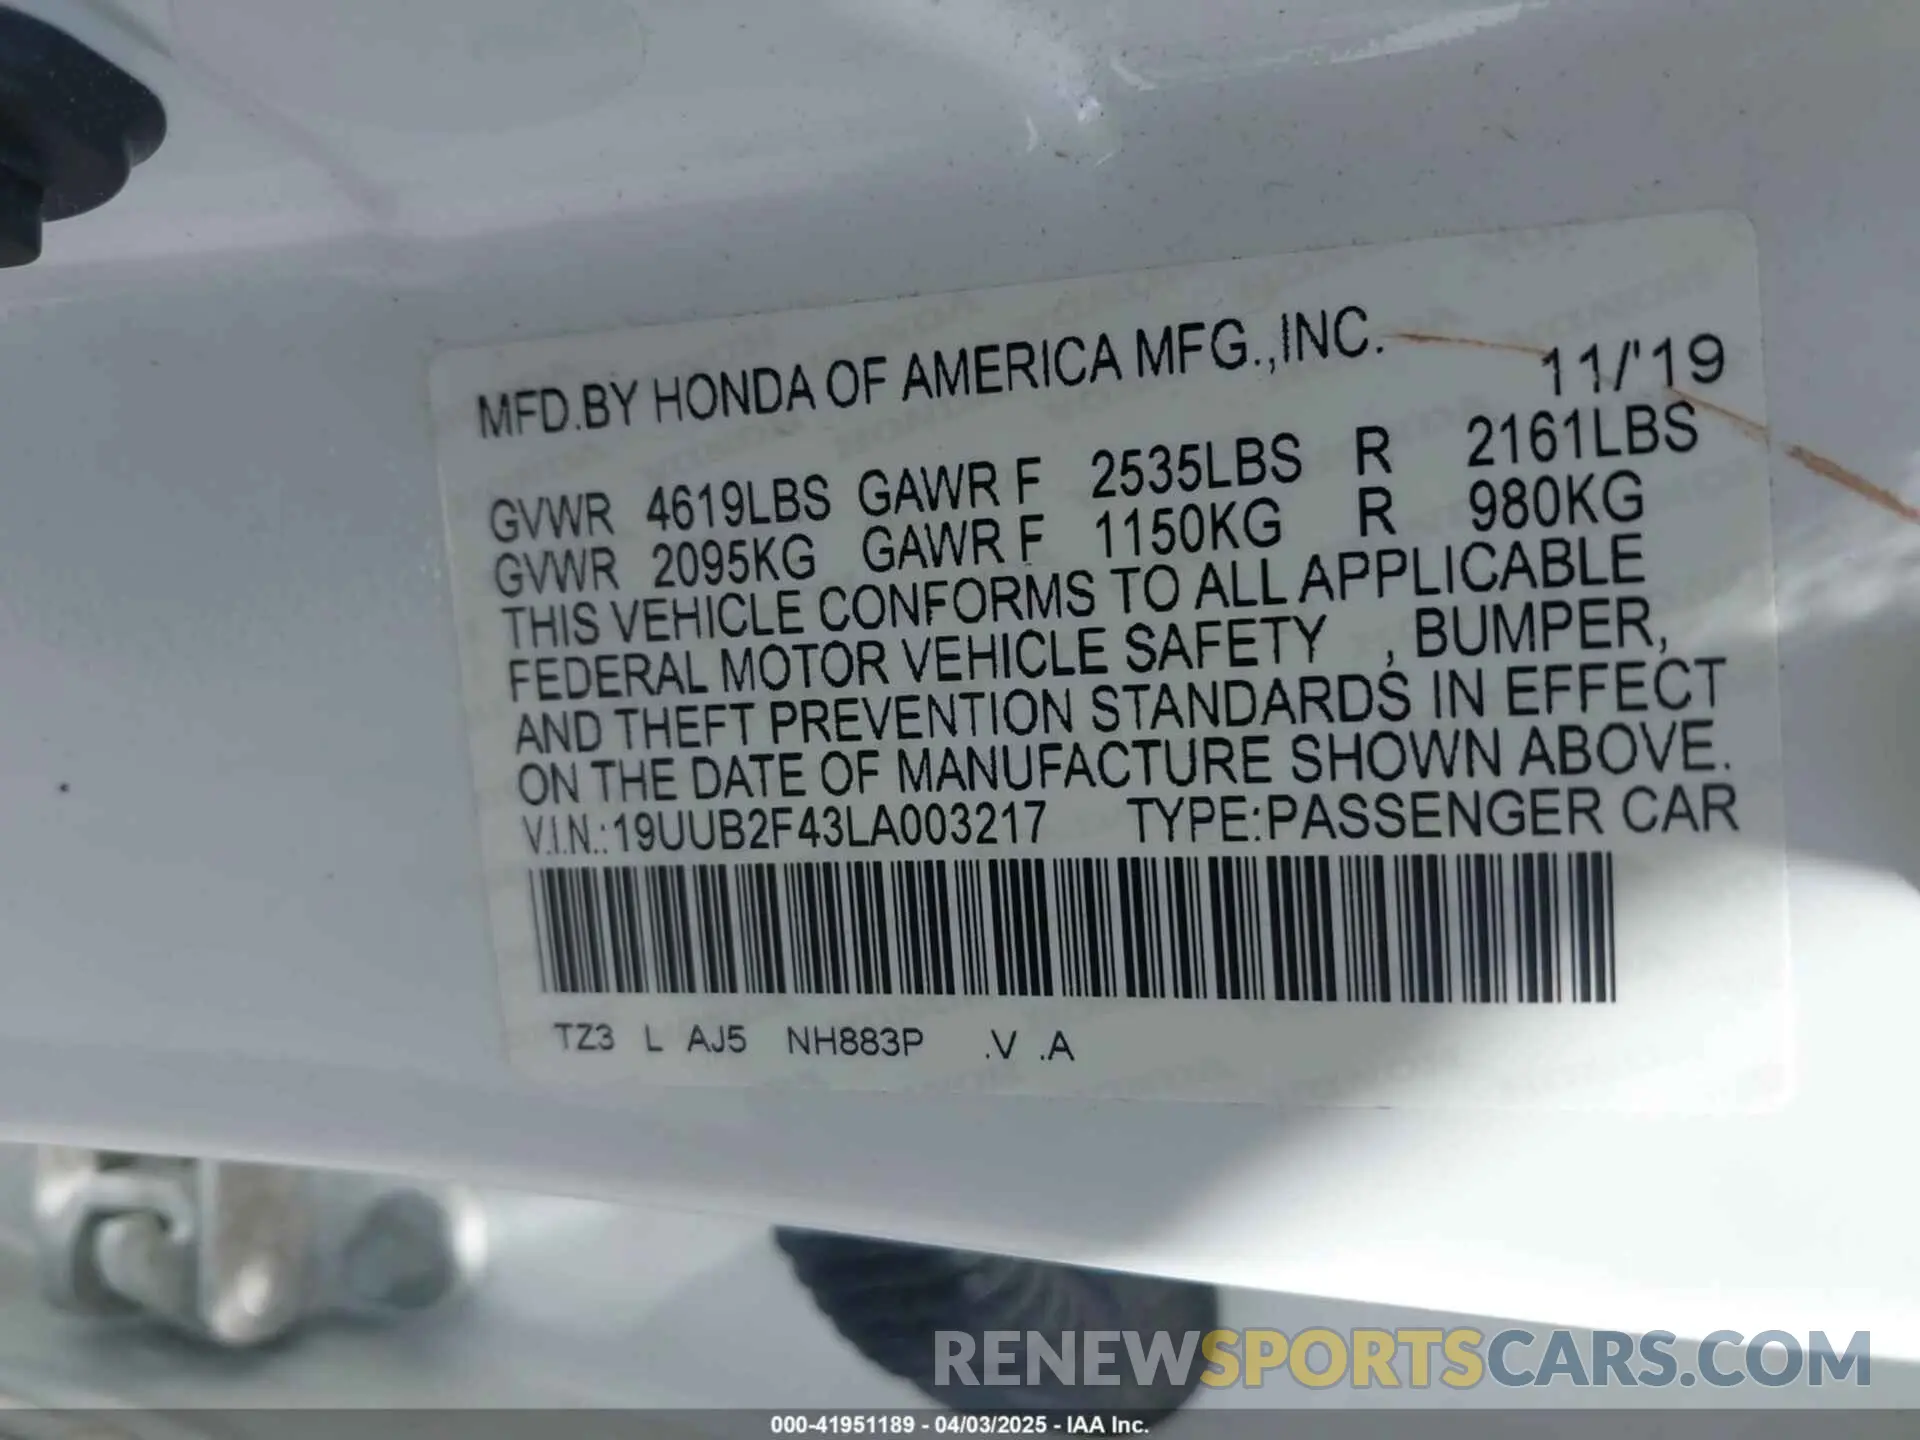 MFD.BY HONDA OF AMERICA MFG.,INC. 11/'19
GVWR 4619LBS GAWR F 2535LBS R 2161LBS
GVWR 2095KG GAWR F 1150KG R 980KG
THIS VEHICLE CONFORMS TO ALL APPLICABLE
FEDERAL MOTOR VEHICLE SAFETY , BUMPER,
AND THEFT PREVENTION STANDARDS IN EFFECT
ON THE DATE OF MANUFACTURE SHOWN ABOVE.
V.I.N.:19UUB2F43LA003217 TYPE:PASSENGER CAR
TZ3 L AJ5 NH883P .V .A
RENEWSPORTSCARS.COM
000-41951189 - 04/03/2025 - IAA Inc.